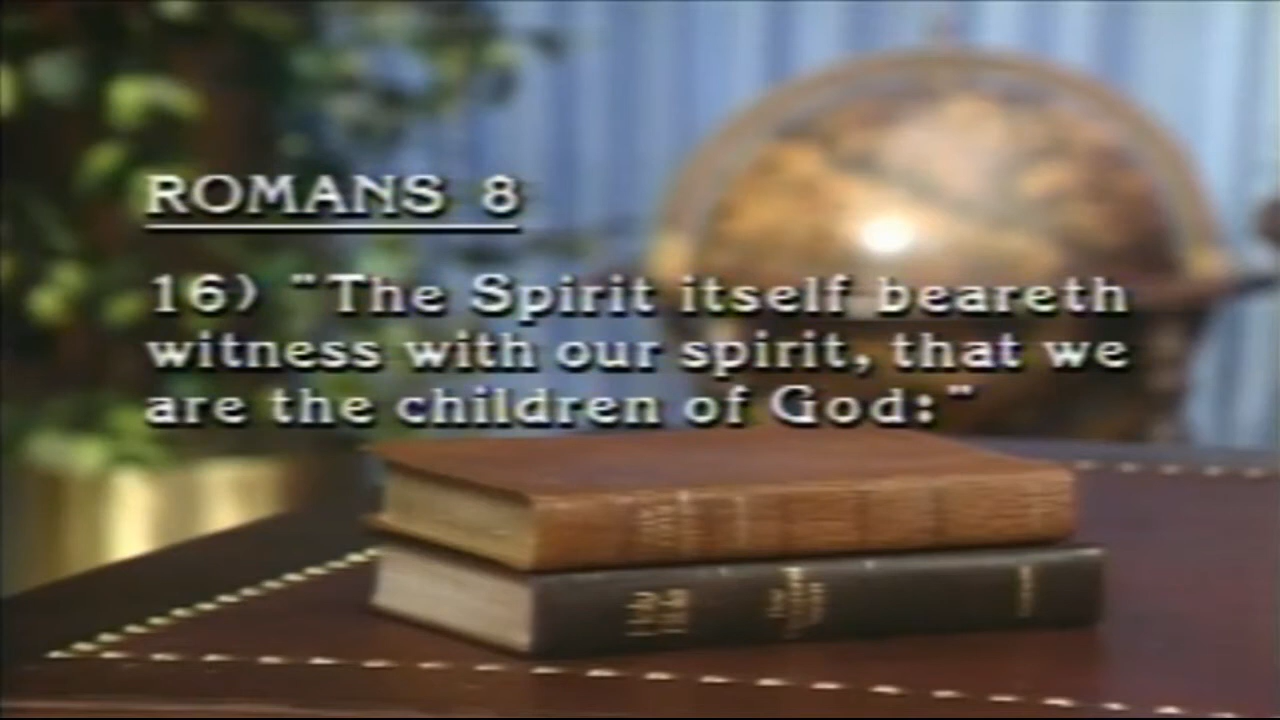 ROMANS 8
16) "The Spirit itself beareth
witness with our spirit, that we
are the children of God:"